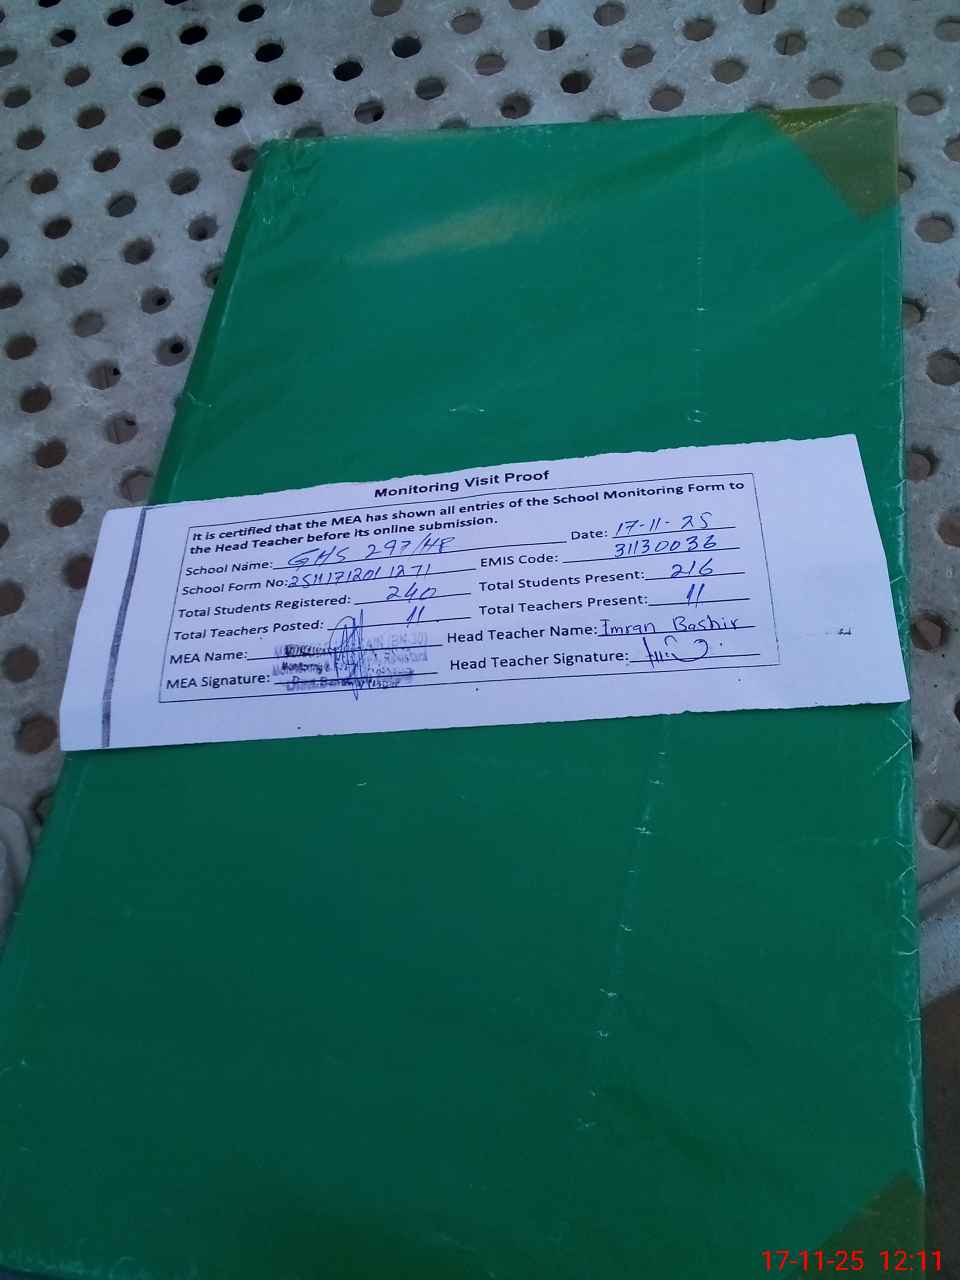 Monitoring Visit Proof
It is certified that the MEA has shown all entries of the School Monitoring Form to
the Head Teacher before its online submission.
School Name: GHS 297/HR Date: 17-11-25
School Form No: EMIS Code: 31130036
Total Students Registered: 240 Total Students Present: 216
Total Teachers Posted: 11 Total Teachers Present: 11
MEA Name: Head Teacher Name: Imran Bashir
MEA Signature: Head Teacher Signature:
17-11-25 12:11